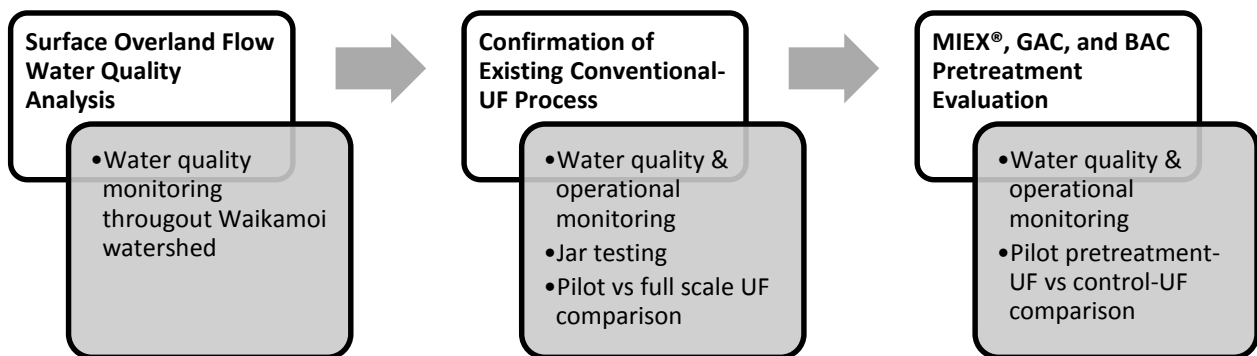 Surface Overland Flow
Water Quality
Analysis
•Water quality
monitoring
througout Waikamoi
watershed
Confirmation of
Existing Conventional-
UF Process
•Water quality &
operational
monitoring
•Jar testing
•Pilot vs full scale UF
comparison
MIEX®, GAC, and BAC
Pretreatment
Evaluation
•Water quality &
operational
monitoring
•Pilot pretreatment-
UF vs control-UF
comparison